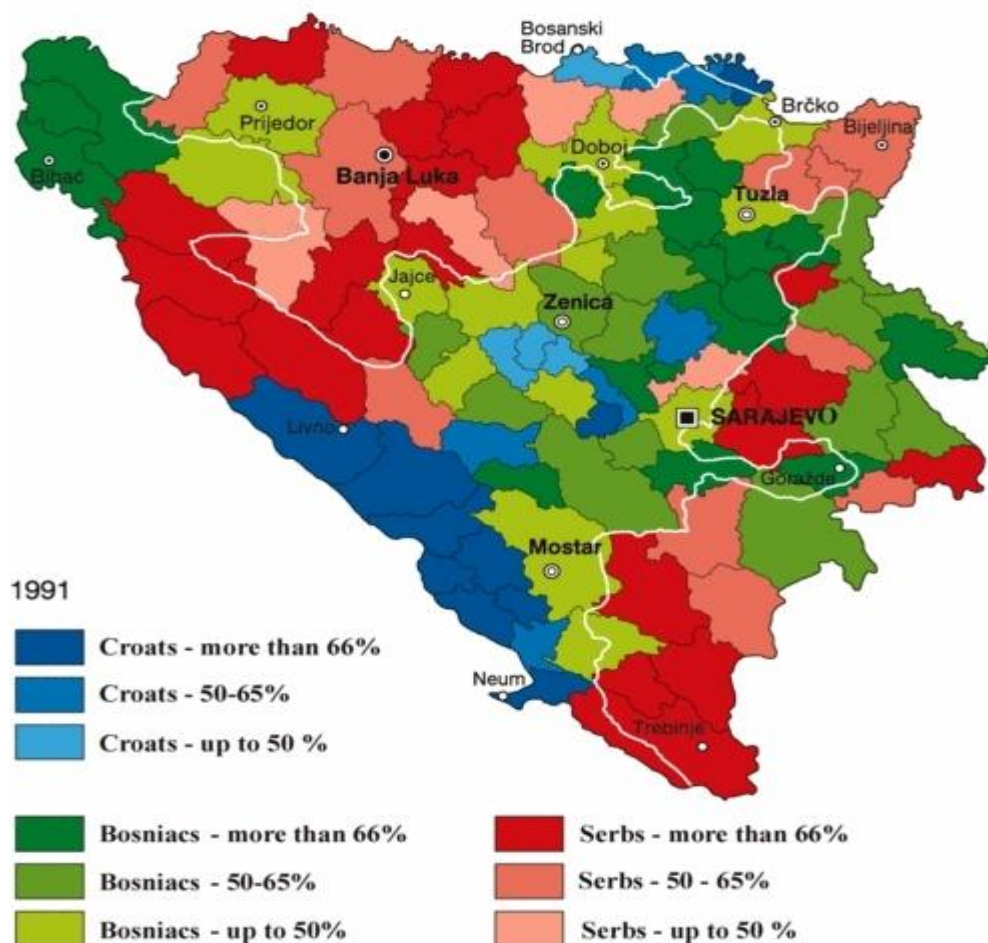 Bosanski
Brod
Brčko
Prijedor
Bijeljina
Doboj
Banja Luka
Bihać
Tuzla
Jajce
Zenica
SARAJEVO
Livno
Goražde
Mostar
1991
Neum
Trebinje
Croats - more than 66%
Croats - 50-65%
Croats - up to 50 %
Bosniacs - more than 66%
Bosniacs - 50-65%
Bosniacs - up to 50%
Serbs - more than 66%
Serbs - 50 - 65%
Serbs - up to 50 %